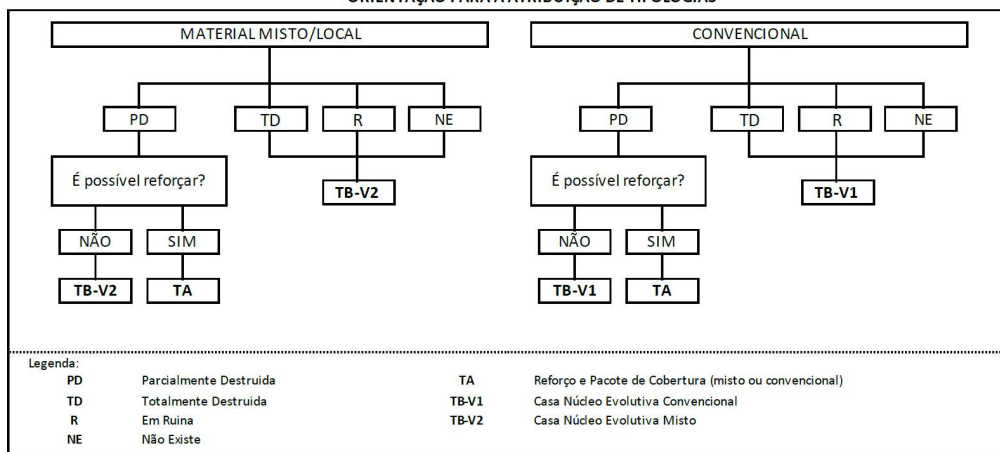 ORIENTAÇÃO PARA A ATRIBUIÇÃO DE TIPOLOGIAS
MATERIAL MISTO/LOCAL CONVENCIONAL
PD TD R NE PD TD R NE
É possível reforçar? TB-V2 É possível reforçar? TB-V1
NÃO SIM NÃO SIM
TB-V2 TA TB-V1 TA
Legenda:
PD Parcialmente Destruida TA Reforço e Pacote de Cobertura (misto ou convencional)
TD Totalmente Destruida TB-V1 Casa Núcleo Evolutiva Convencional
R Em Ruina TB-V2 Casa Núcleo Evolutiva Misto
NE Não Existe